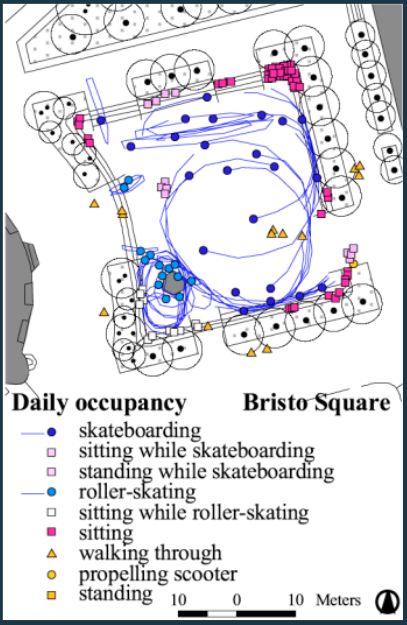 Daily occupancy Bristo Square
skateboarding
sitting while skateboarding
standing while skateboarding
roller-skating
sitting while roller-skating
sitting
walking through
propelling scooter
standing
10 0 10 Meters